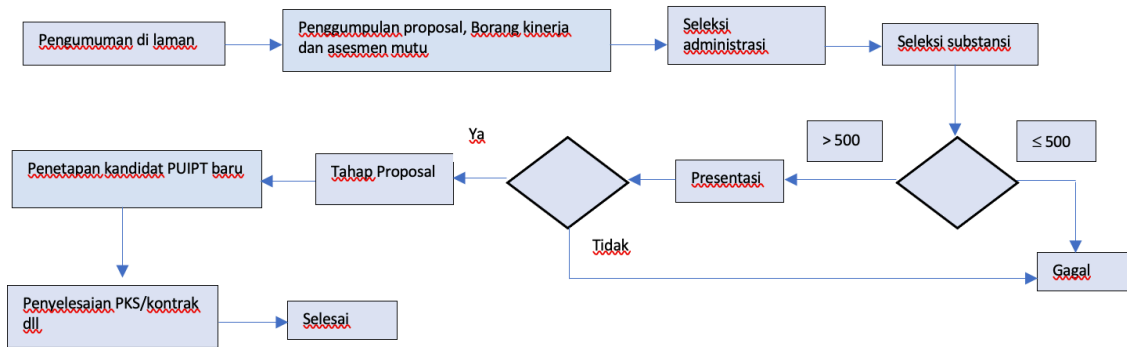 Pengumuman di laman
Penggumpulan proposal, Borang kinerja
dan asesmen mutu
Seleksi
administrasi
Seleksi substansi
> 500
≤ 500
Ya
Penetapan kandidat PUIPT baru
Tahap Proposal
Presentasi
Tidak
Gagal
Penyelesaian PKS/kontrak
dll
Selesai